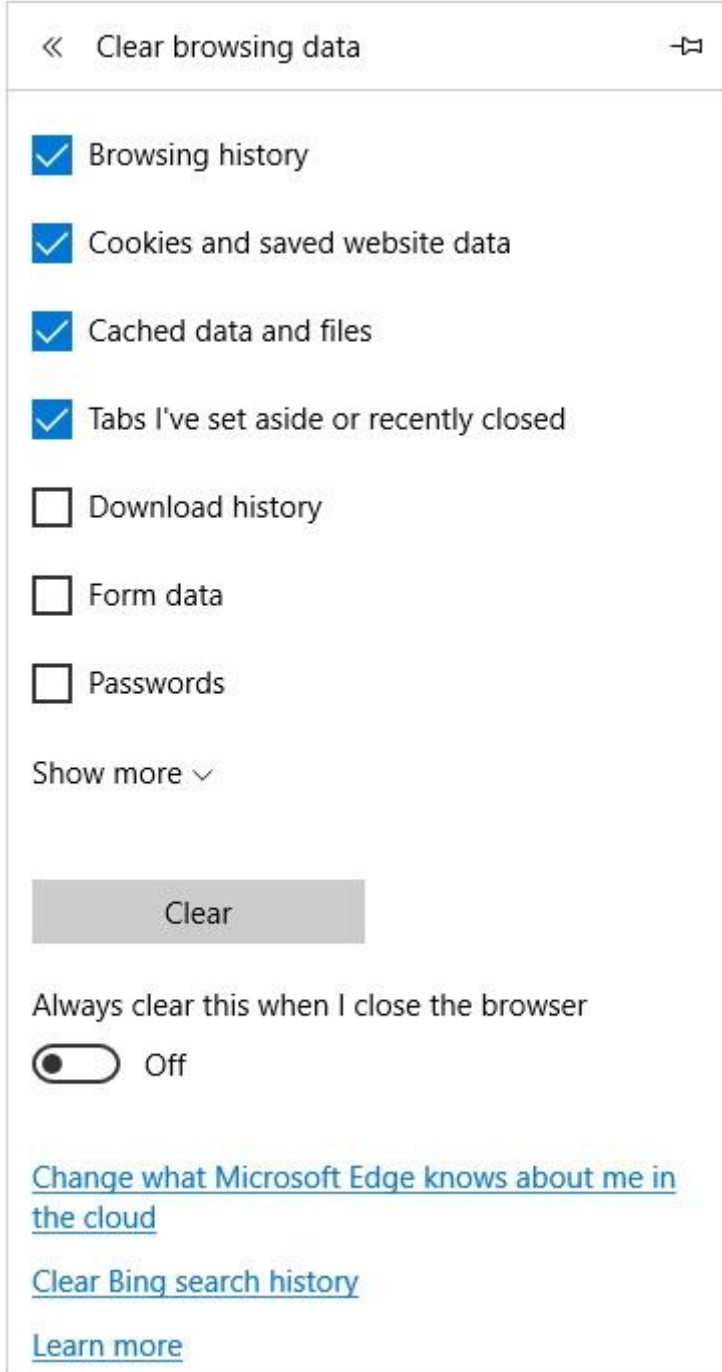 Clear browsing data
Browsing history
Cookies and saved website data
Cached data and files
Tabs I've set aside or recently closed
Download history
Form data
Passwords
Show more
Clear
Always clear this when I close the browser
Off
Change what Microsoft Edge knows about me in
the cloud
Clear Bing search history
Learn more